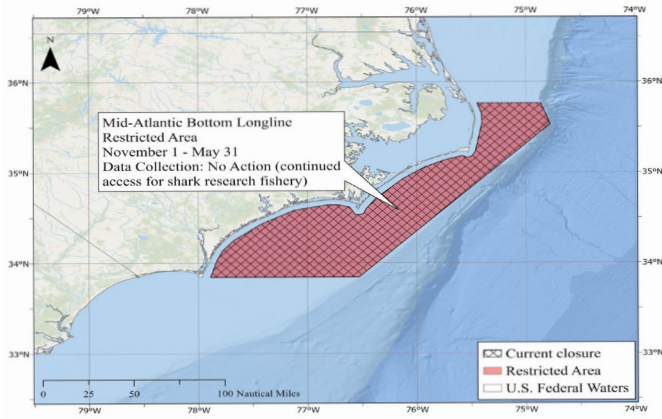 79°W 78°W 77°W 76°W 75°W 74°W
N
36°N 36°N
Mid-Atlantic Bottom Longline
Restricted Area
November 1 - May 31
Data Collection: No Action (continued
access for shark research fishery)
35°N 35°N
34°N 34°N
33°N 33°N
Current closure
Restricted Area
U.S. Federal Waters
0 25 50 100 Nautical Miles
79°W 78°W 77°W 76°W 75°W 74°W